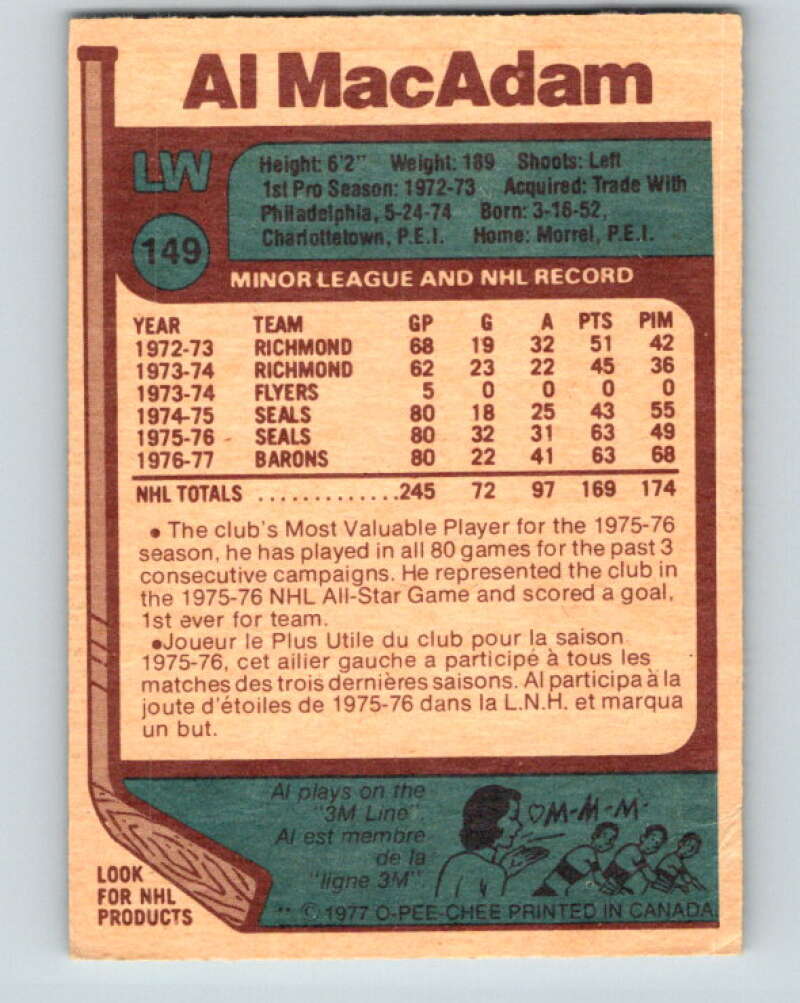 Al MacAdam
LW
149
Height: 6'2" Weight: 189 Shoots: Left
1st Pro Season: 1972-73 Acquired: Trade With
Philadelphia, 5-24-74 Born: 3-16-52,
Charlottetown, P.E.I. Home: Morrel, P.E.I.
MINOR LEAGUE AND NHL RECORD
YEAR TEAM GP G A PTS PIM
1972-73 RICHMOND 68 19 32 51 42
1973-74 RICHMOND 62 23 22 45 36
1973-74 FLYERS 5 0 0 0 0
1974-75 SEALS 80 18 25 43 55
1975-76 SEALS 80 32 31 63 49
1976-77 BARONS 80 22 41 63 68
NHL TOTALS .............245 72 97 169 174
• The club's Most Valuable Player for the 1975-76
season, he has played in all 80 games for the past 3
consecutive campaigns. He represented the club in
the 1975-76 NHL All-Star Game and scored a goal,
1st ever for team.
•Joueur le Plus Utile du club pour la saison
1975-76, cet ailier gauche a participé à tous les
matches des trois dernières saisons. Al participa à la
joute d'étoiles de 1975-76 dans la L.N.H. et marqua
un but.
Al plays on the
"3M Line".
Al est membre
de la
"ligne 3M".
♡M-M-M-
LOOK
FOR NHL
PRODUCTS
** © 1977 O-PEE-CHEE PRINTED IN CANADA